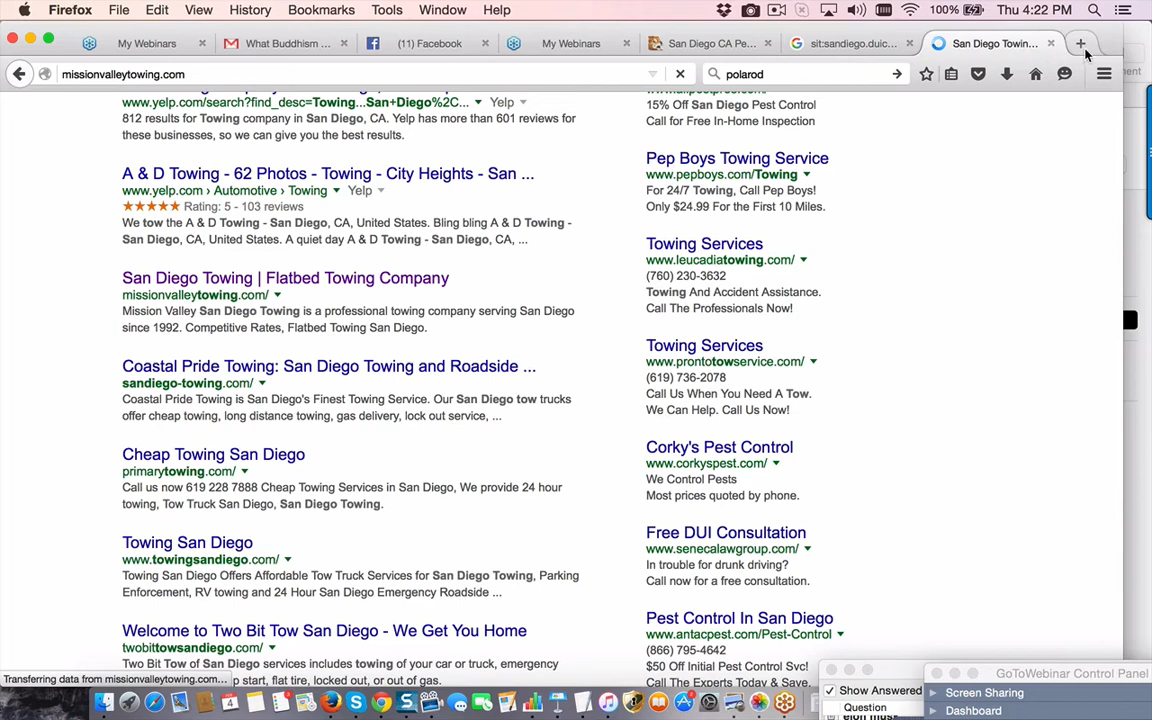 Firefox File Edit View History Bookmarks Tools Window Help 100% Thu 4:22 PM
My Webinars What Buddhism ... (11) Facebook My Webinars San Diego CA Pe... sit:sandiego.duic... San Diego Towin...
missionvalleytowing.com polarod
www.yelp.com/search?find_desc=Towing...San+Diego%2C... Yelp
812 results for Towing company in San Diego, CA. Yelp has more than 601 reviews for
these businesses, so we can give you the best results.
A & D Towing - 62 Photos - Towing - City Heights - San ...
www.yelp.com › Automotive › Towing Yelp
Rating: 5 - 103 reviews
We tow the A & D Towing - San Diego, CA, United States. Bling bling A & D Towing -
San Diego, CA, United States. A quiet day A & D Towing - San Diego, CA, ...
San Diego Towing | Flatbed Towing Company
missionvalleytowing.com/
Mission Valley San Diego Towing is a professional towing company serving San Diego
since 1992. Competitive Rates, Flatbed Towing San Diego.
Coastal Pride Towing: San Diego Towing and Roadside ...
sandiego-towing.com/
Coastal Pride Towing is San Diego's Finest Towing Service. Our San Diego tow trucks
offer cheap towing, long distance towing, gas delivery, lock out service, ...
Cheap Towing San Diego
primarytowing.com/
Call us now 619 228 7888 Cheap Towing Services in San Diego, We provide 24 hour
towing, Tow Truck San Diego, San Diego Towing.
Towing San Diego
www.towingsandiego.com/
Towing San Diego Offers Affordable Tow Truck Services for San Diego Towing, Parking
Enforcement, RV towing and 24 Hour San Diego Emergency Roadside ...
Welcome to Two Bit Tow San Diego - We Get You Home
twobittowsandiego.com/
Two Bit Tow of San Diego services includes towing of your car or truck, emergency
p start, flat tire, locked out, or out of gas.
Transferring data from missionvalleytowing.com...
15% Off San Diego Pest Control
Call for Free In-Home Inspection
Pep Boys Towing Service
www.pepboys.com/Towing
For 24/7 Towing, Call Pep Boys!
Only $24.99 For the First 10 Miles.
Towing Services
www.leucadiatowing.com/
(760) 230-3632
Towing And Accident Assistance.
Call The Professionals Now!
Towing Services
www.prontotowservice.com/
(619) 736-2078
Call Us When You Need A Tow.
We Can Help. Call Us Now!
Corky's Pest Control
www.corkyspest.com/
We Control Pests
Most prices quoted by phone.
Free DUI Consultation
www.senecalawgroup.com/
In trouble for drunk driving?
Call now for a free consultation.
Pest Control In San Diego
www.antacpest.com/Pest-Control
(866) 795-4642
$50 Off Initial Pest Control Svc!
Call The Experts Today & Save.
GoToWebinar Control Panel
Show Answered
Screen Sharing
Question
Dashboard